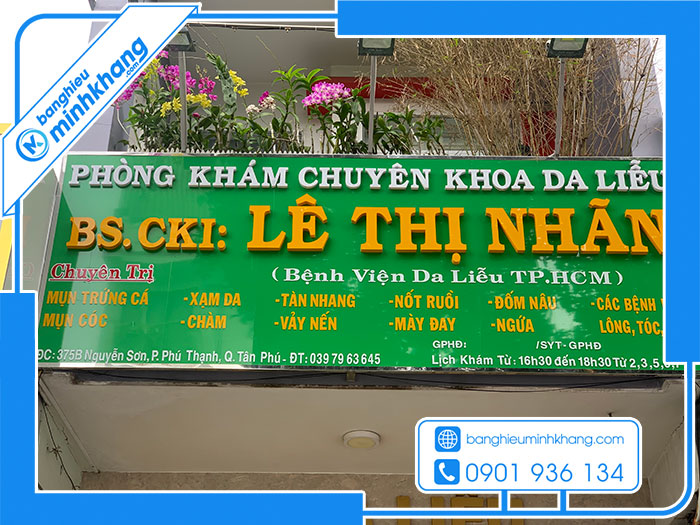 banghieu
minhkhang
.com
PHÒNG KHÁM CHUYÊN KHOA DA LIỄU
BS.CKI: LÊ THỊ NHÃN
Chuyên Trị
(Bệnh Viện Da Liễu TP.HCM)
MỤN TRỨNG CÁ -XẠM DA -TÀN NHANG -NỐT RUỒI -ĐỐM NÂU -CÁC BỆNH
MỤN CÓC -CHÀM -VẢY NẾN -MÀY ĐAY -NGỨA LÔNG, TÓC,
GPHĐ: /SYT-GPHĐ
ĐC: 375B Nguyễn Sơn, P. Phú Thạnh, Q. Tân Phú - ĐT: 039 79 63 645
Lịch Khám Từ: 16h30 đến 18h30 Từ 2,3,5,6,7
banghieuminhkhang.com
0901 936 134